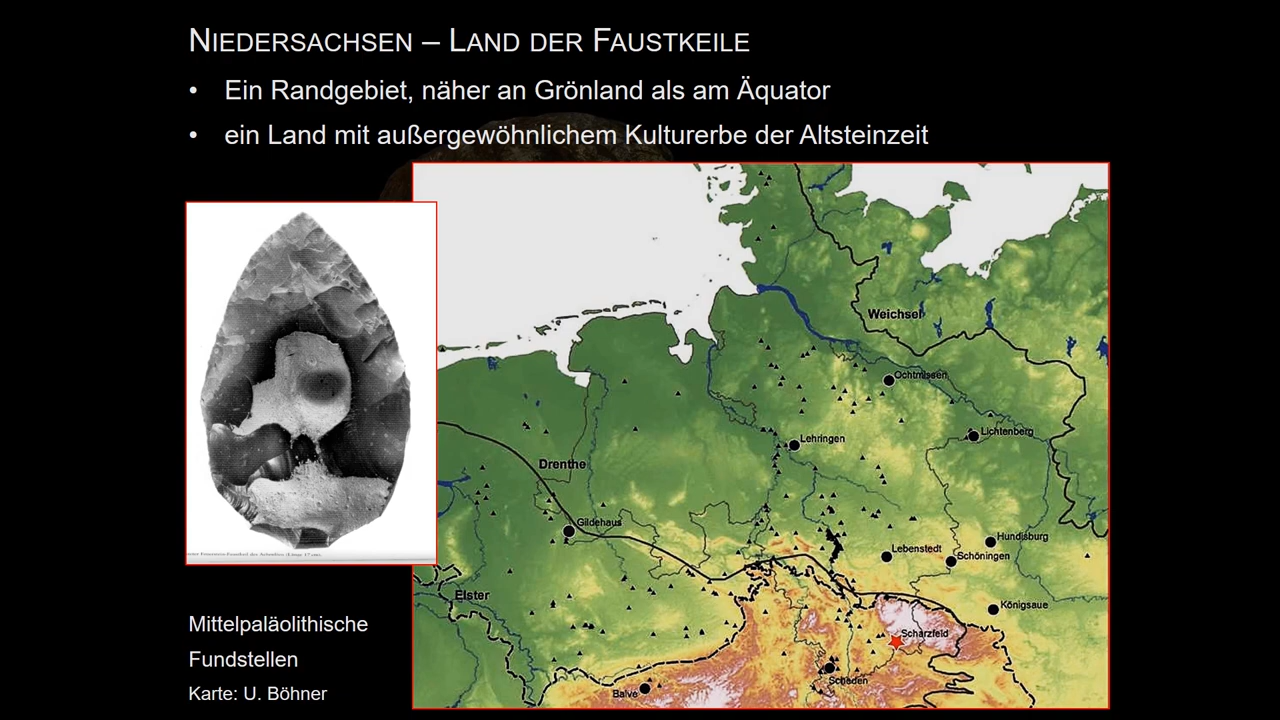 NIEDERSACHSEN – LAND DER FAUSTKEILE
• Ein Randgebiet, näher an Grönland als am Äquator
• ein Land mit außergewöhnlichem Kulturerbe der Altsteinzeit
Weichsel
Ochtmissen
Lichtenberg
Lehringen
Drenthe
Gildehaus
Hundisburg
Lebenstedt
Schöningen
Elster
Königsaue
Scharzfeld
Scheden
Balve
Mittelpaläolithische
Fundstellen
Karte: U. Böhner